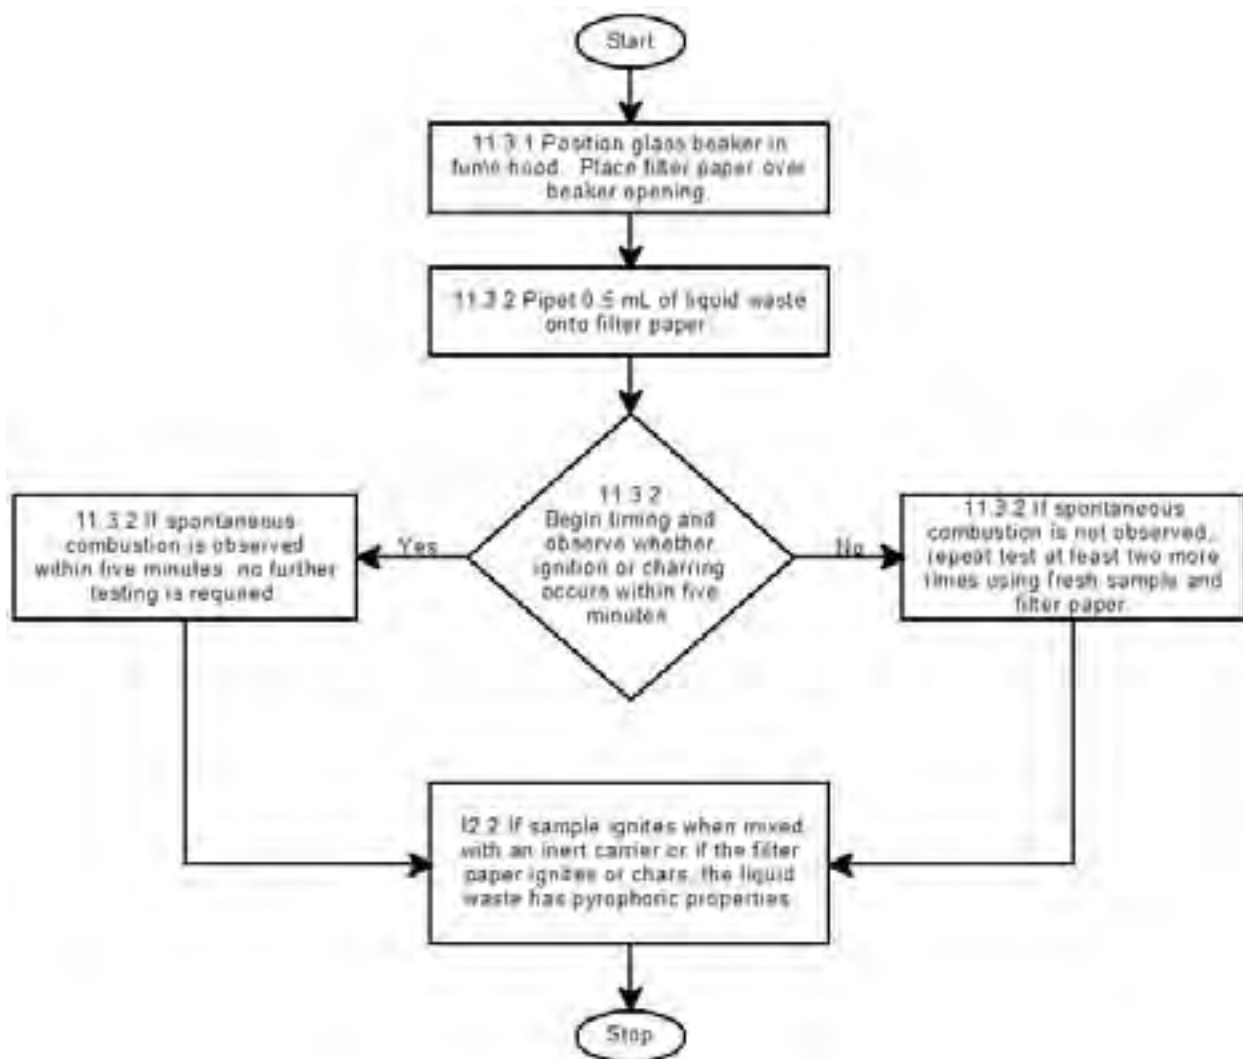 Start
11.3.1 Position glass beaker in
fume hood. Place filter paper over
beaker opening.
11.3.2 Pipet 0.5 mL of liquid waste
onto filter paper
11.3.2
Begin timing and
observe whether
ignition or charring
occurs within five
minutes
Yes
No
11.3.2 If spontaneous
combustion is observed
within five minutes, no further
testing is required
11.3.2 If spontaneous
combustion is not observed,
repeat test at least two more
times using fresh sample and
filter paper.
12.2 If sample ignites when mixed
with an inert carrier or if the filter
paper ignites or chars, the liquid
waste has pyrophoric properties
Stop